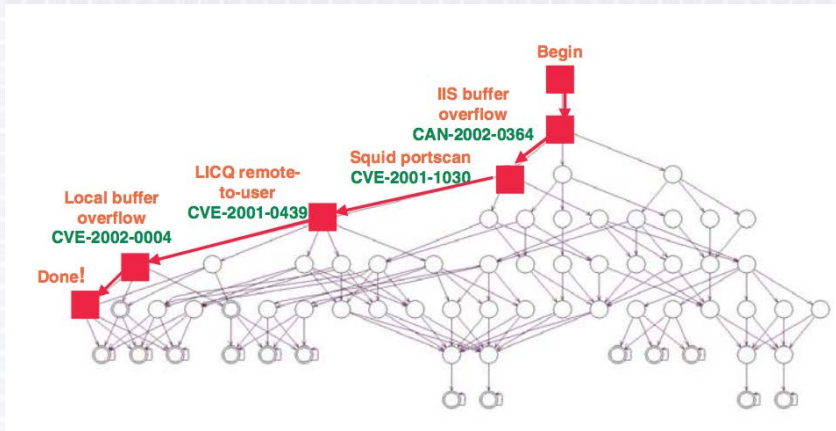 Begin
IIS buffer
overflow
CAN-2002-0364
Squid portscan
CVE-2001-1030
LICQ remote-
to-user
CVE-2001-0439
Local buffer
overflow
CVE-2002-0004
Done!